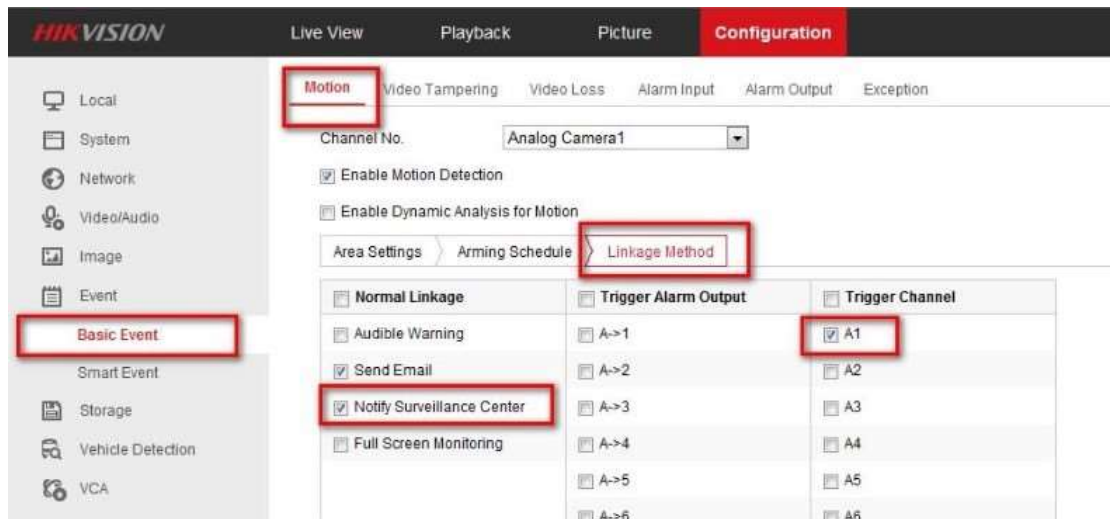 HIKVISION Live View Playback Picture Configuration
Local
System
Network
Video/Audio
Image
Event
Basic Event
Smart Event
Storage
Vehicle Detection
VCA
Motion Video Tampering Video Loss Alarm Input Alarm Output Exception
Channel No. Analog Camera1
Enable Motion Detection
Enable Dynamic Analysis for Motion
Area Settings Arming Schedule Linkage Method
Normal Linkage Trigger Alarm Output Trigger Channel
Audible Warning A->1 A1
Send Email A->2 A2
Notify Surveillance Center A->3 A3
Full Screen Monitoring A->4 A4
A->5 A5
A->6 A6